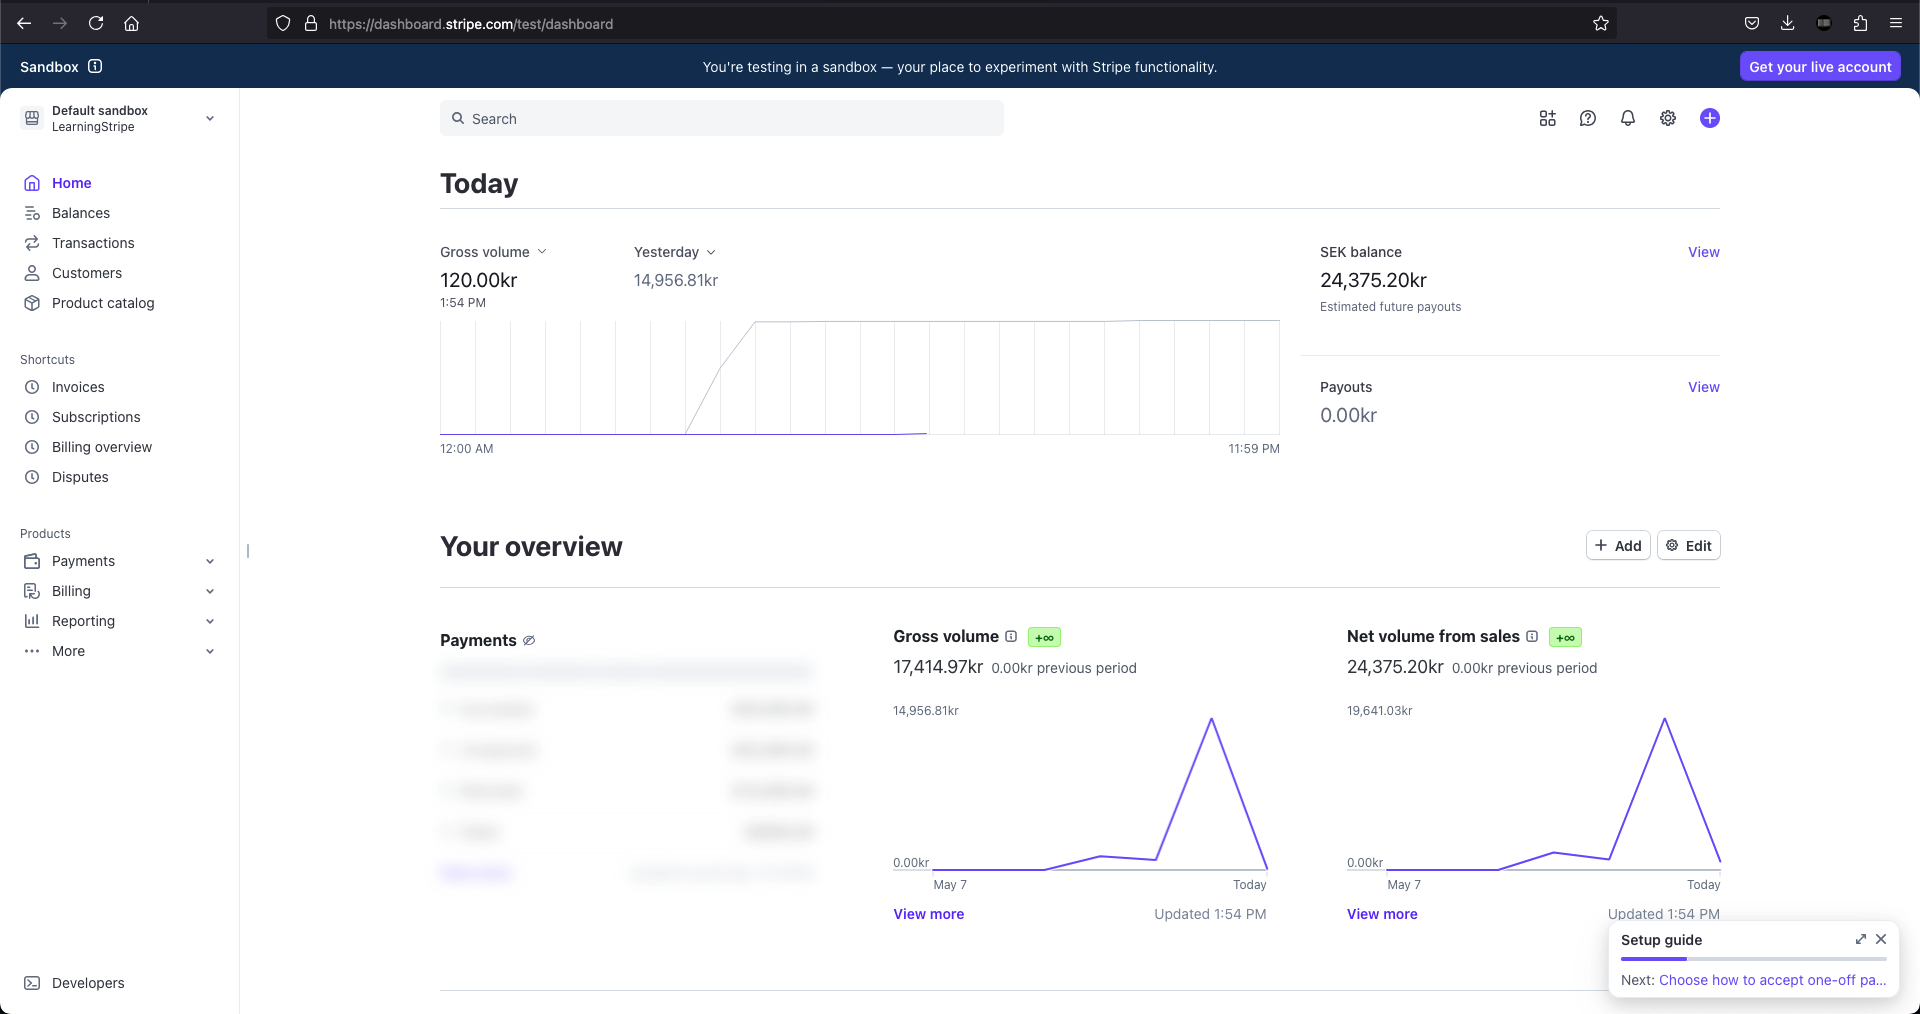 https://dashboard.stripe.com/test/dashboard
Sandbox
You're testing in a sandbox — your place to experiment with Stripe functionality.
Get your live account
Default sandbox
LearningStripe
Search
Home
Balances
Transactions
Customers
Product catalog
Shortcuts
Invoices
Subscriptions
Billing overview
Disputes
Products
Payments
Billing
Reporting
More
Developers
Today
Gross volume
120.00kr
1:54 PM
Yesterday
14,956.81kr
12:00 AM
11:59 PM
SEK balance
View
24,375.20kr
Estimated future payouts
Payouts
View
0.00kr
Your overview
Add
Edit
Payments
Gross volume +∞
17,414.97kr 0.00kr previous period
14,956.81kr
0.00kr
May 7
Today
View more
Updated 1:54 PM
Net volume from sales +∞
24,375.20kr 0.00kr previous period
19,641.03kr
0.00kr
May 7
Today
View more
Updated 1:54 PM
Setup guide
Next: Choose how to accept one-off pa...